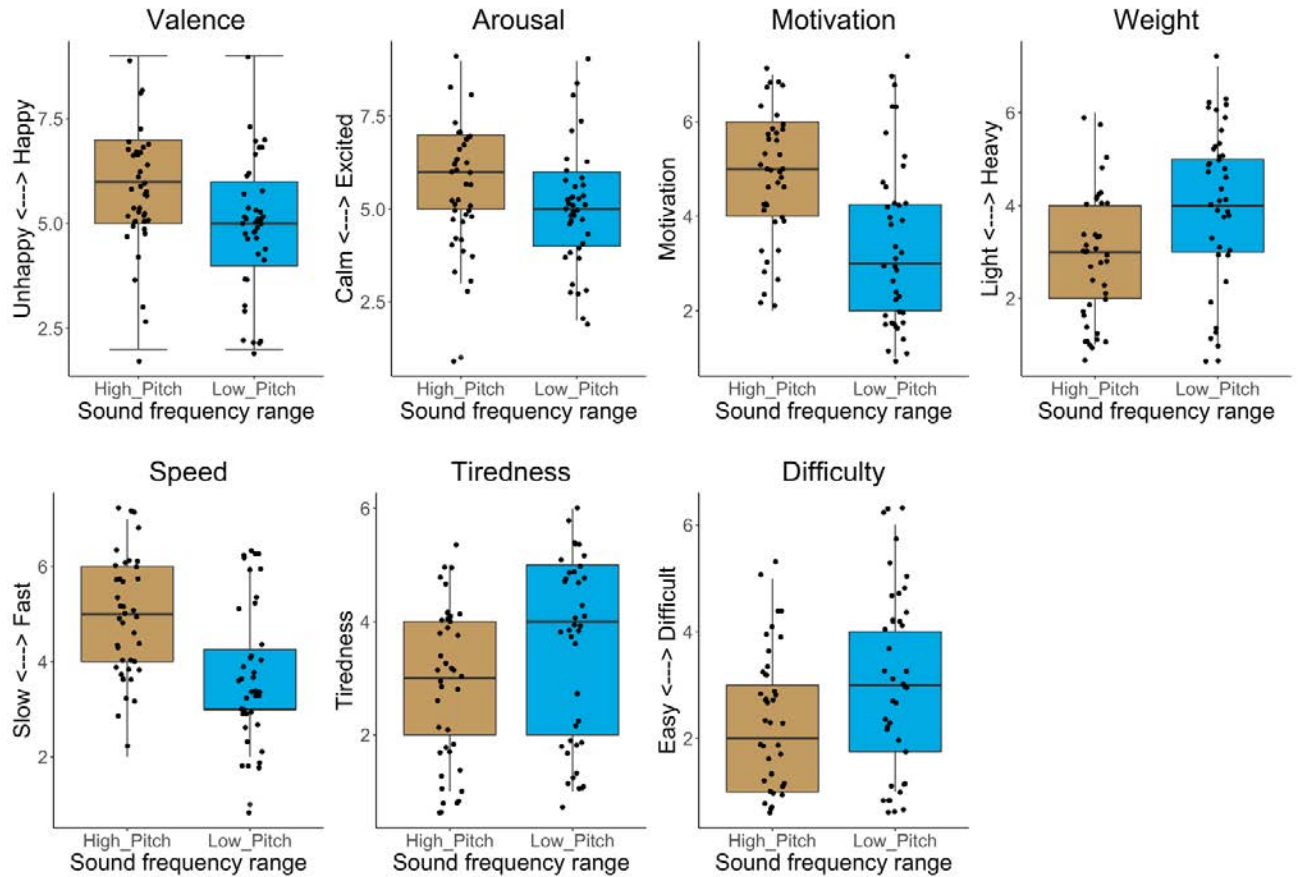 Valence
Arousal
Motivation
Weight
Unhappy <---> Happy
7.5
5.0
2.5
High_Pitch Low_Pitch
Sound frequency range
Calm <---> Excited
7.5
5.0
2.5
High_Pitch Low_Pitch
Sound frequency range
Motivation
6
4
2
High_Pitch Low_Pitch
Sound frequency range
Light <---> Heavy
6
4
2
High_Pitch Low_Pitch
Sound frequency range
Speed
Tiredness
Difficulty
Slow <---> Fast
6
4
2
High_Pitch Low_Pitch
Sound frequency range
Tiredness
6
4
2
High_Pitch Low_Pitch
Sound frequency range
Easy <---> Difficult
6
4
2
High_Pitch Low_Pitch
Sound frequency range